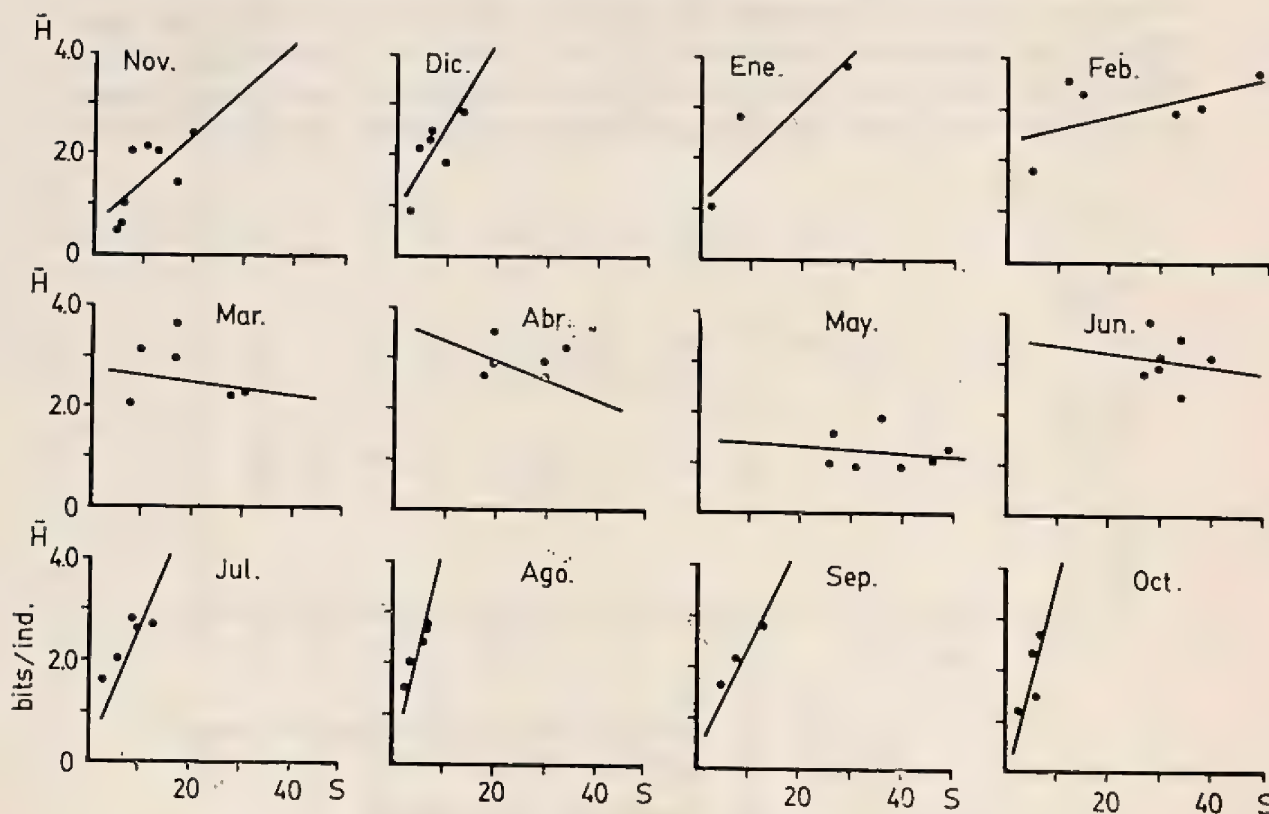 H̄
4.0
Nov.
Dic.
Ene.
Feb.
2.0
0
S
S
S
S
H̄
4.0
Mar.
Abr.
May.
Jun.
2.0
0
H̄
4.0
Jul.
Ago.
Sep.
Oct.
bits/ind.
2.0
0
20 40 S
20 40 S
20 40 S
20 40 S